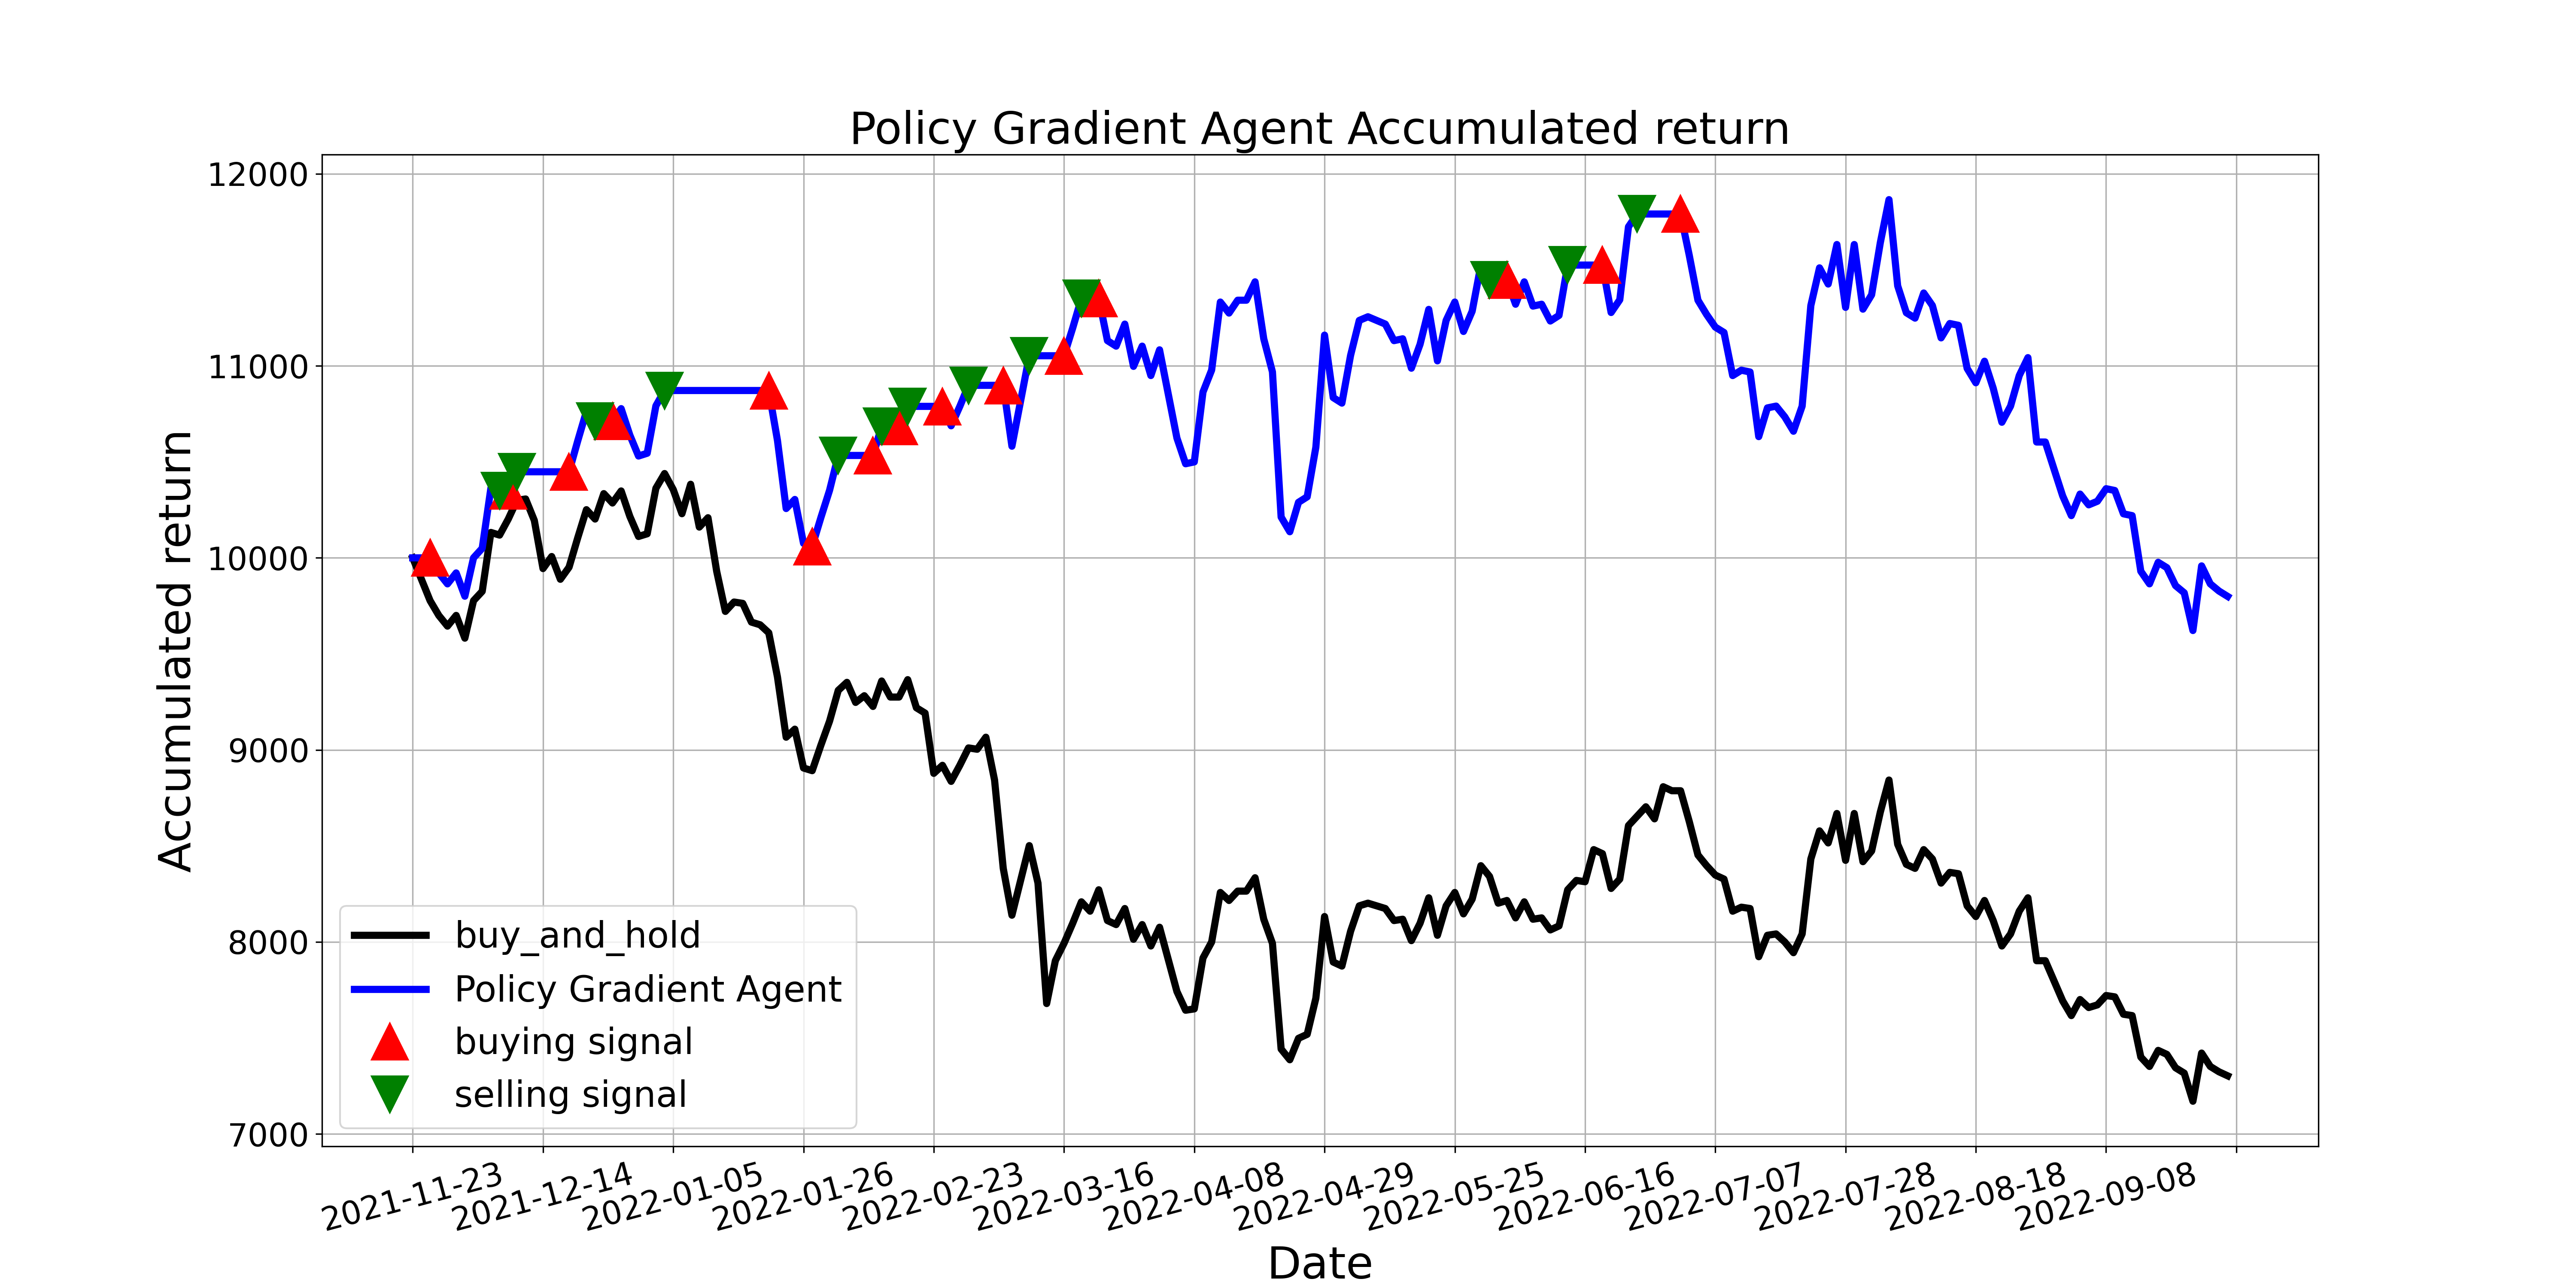 Policy Gradient Agent Accumulated return
Accumulated return
12000
11000
10000
9000
8000
7000
buy_and_hold
Policy Gradient Agent
buying signal
selling signal
2021-11-23
2021-12-14
2022-01-05
2022-01-26
2022-02-23
2022-03-16
2022-04-08
2022-04-29
2022-05-25
2022-06-16
2022-07-07
2022-07-28
2022-08-18
2022-09-08
Date